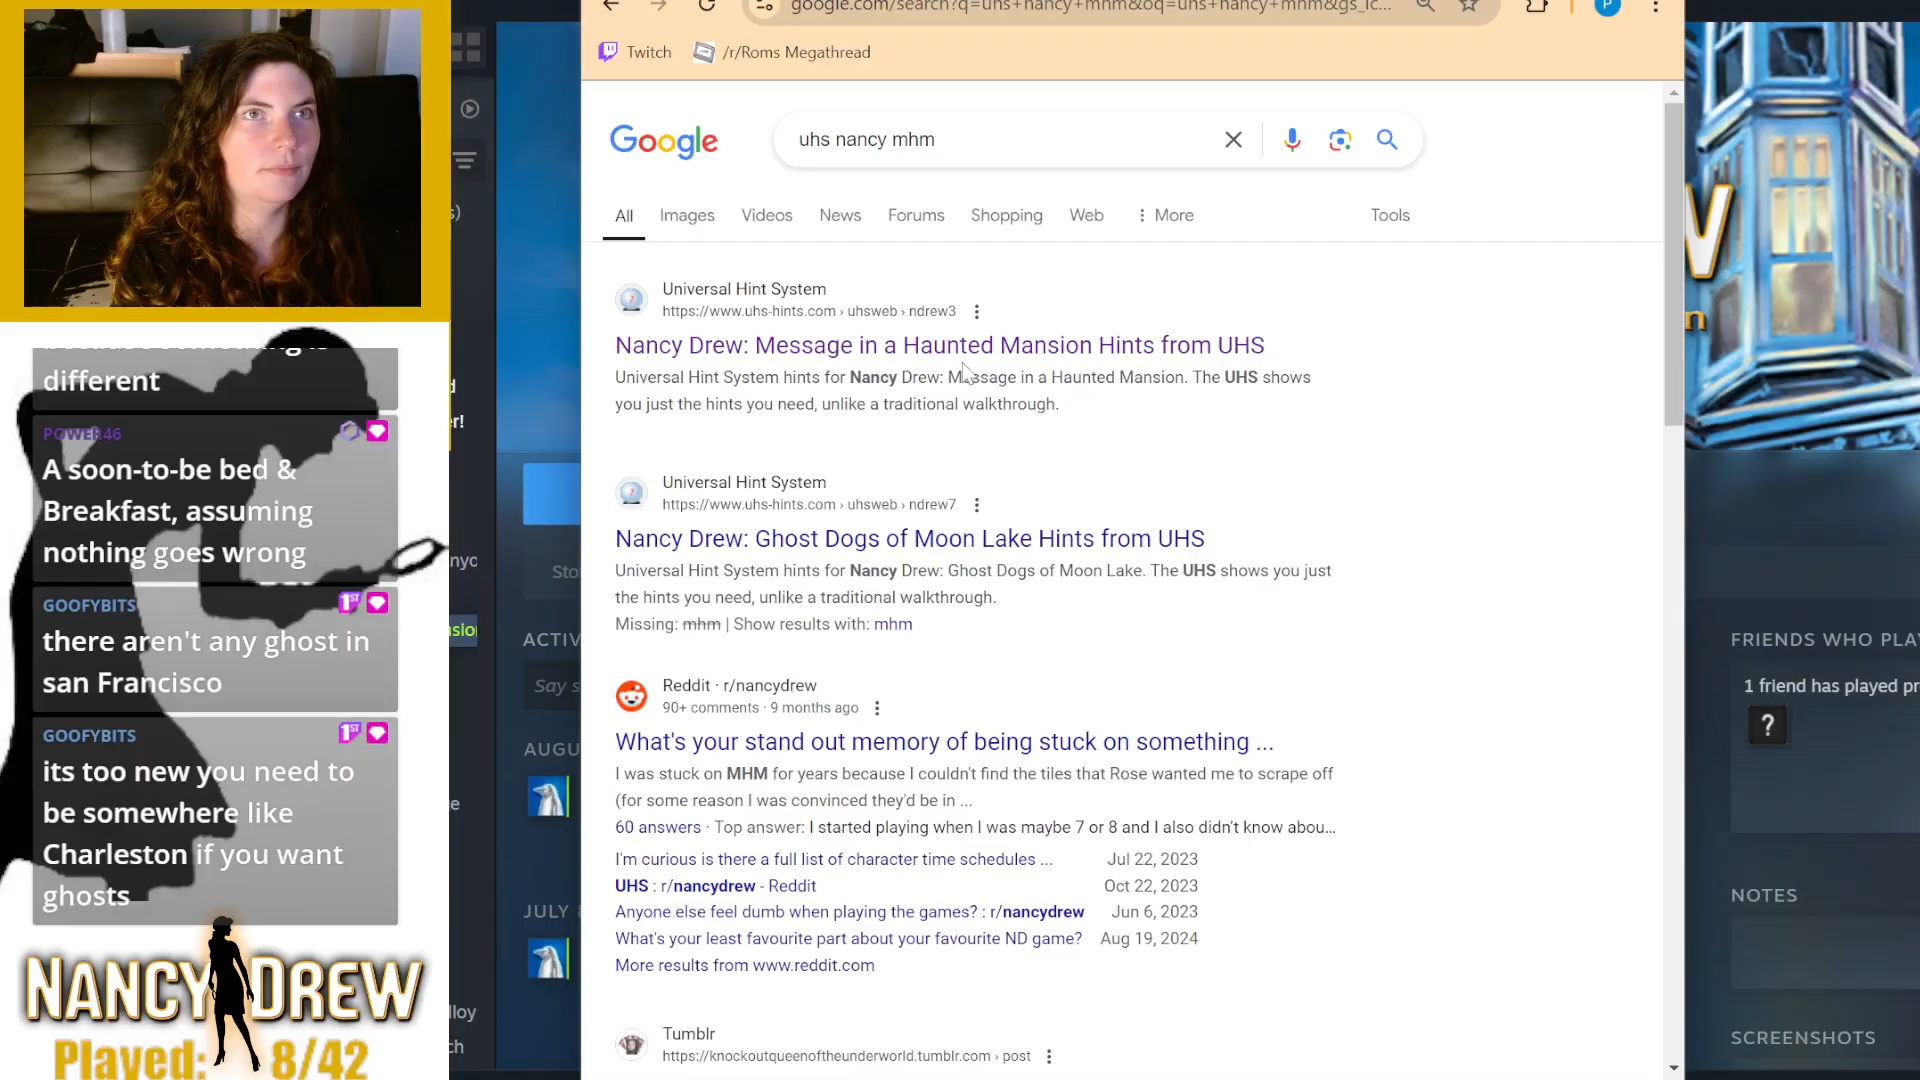 google.com/search?q=uhs+nancy+mhm&oq=uhs+nancy+mhm&gs_lc...
P
Twitch
/r/Roms Megathread
Google
uhs nancy mhm
All
Images
Videos
News
Forums
Shopping
Web
More
Tools
Universal Hint System
https://www.uhs-hints.com › uhsweb › ndrew3
Nancy Drew: Message in a Haunted Mansion Hints from UHS
Universal Hint System hints for Nancy Drew: Message in a Haunted Mansion. The UHS shows
you just the hints you need, unlike a traditional walkthrough.
Universal Hint System
https://www.uhs-hints.com › uhsweb › ndrew7
Nancy Drew: Ghost Dogs of Moon Lake Hints from UHS
Universal Hint System hints for Nancy Drew: Ghost Dogs of Moon Lake. The UHS shows you just
the hints you need, unlike a traditional walkthrough.
Missing: mhm | Show results with: mhm
Reddit · r/nancydrew
90+ comments · 9 months ago
What's your stand out memory of being stuck on something ...
I was stuck on MHM for years because I couldn't find the tiles that Rose wanted me to scrape off
(for some reason I was convinced they'd be in ...
60 answers · Top answer: I started playing when I was maybe 7 or 8 and I also didn't know abou...
I'm curious is there a full list of character time schedules ... Jul 22, 2023
UHS : r/nancydrew - Reddit Oct 22, 2023
Anyone else feel dumb when playing the games? : r/nancydrew Jun 6, 2023
What's your least favourite part about your favourite ND game? Aug 19, 2024
More results from www.reddit.com
Tumblr
https://knockoutqueenoftheunderworld.tumblr.com › post
different
POWER46
A soon-to-be bed &
Breakfast, assuming
nothing goes wrong
GOOFYBITS
1ST
there aren't any ghost in
san Francisco
GOOFYBITS
1ST
its too new you need to
be somewhere like
Charleston if you want
ghosts
NANCY DREW
Played: 8/42
s)
d
er!
nyc
Sto
nsio
ACTIV
Say s
AUGU
e
JULY 8
lloy
ch
FRIENDS WHO PLAY
1 friend has played pr
?
NOTES
SCREENSHOTS